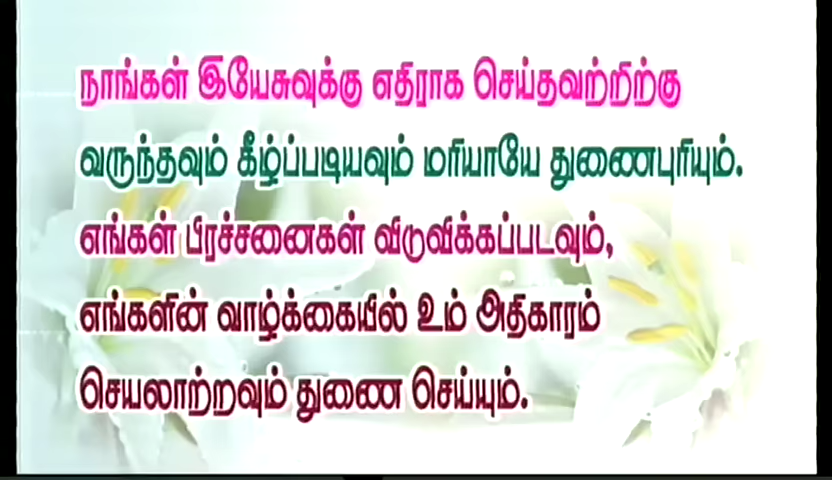 நாங்கள் இயேசுவுக்கு எதிராக செய்தவற்றிற்கு
வருந்தவும் கீழ்ப்படியவும் மரியாயே துணைபுரியும்.
எங்கள் பிரச்சனைகள் விடுவிக்கப்படவும்,
எங்களின் வாழ்க்கையில் உம் அதிகாரம்
செயலாற்றவும் துணை செய்யும்.